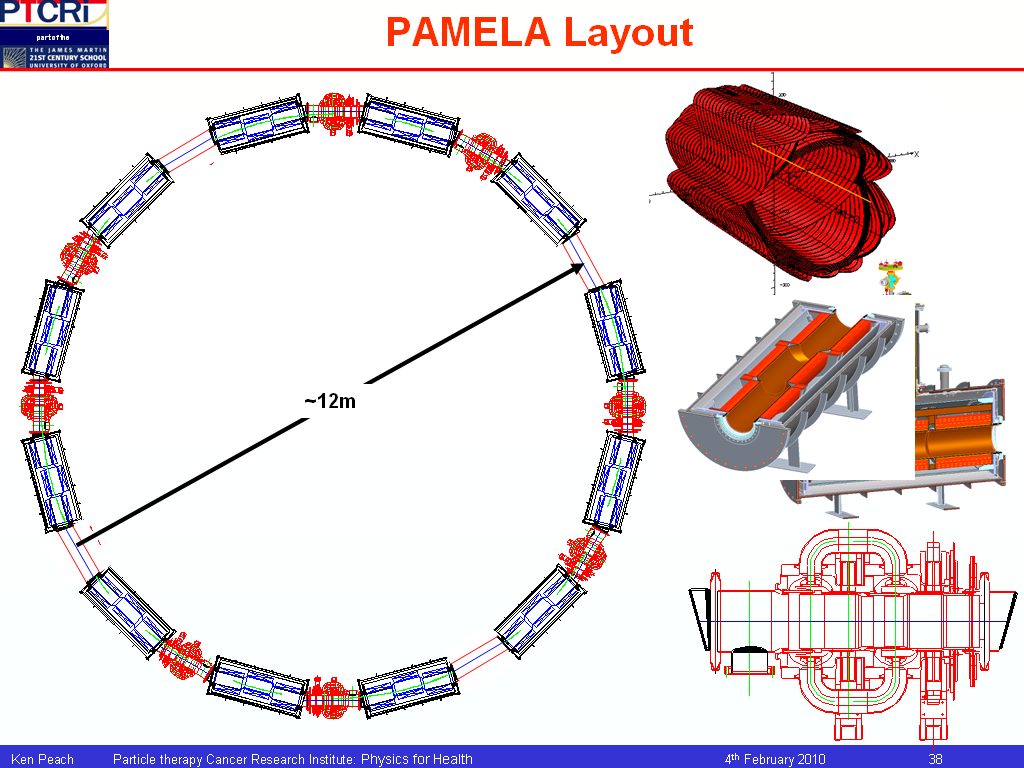 PTCRi
part of the
THE JAMES MARTIN
21ST CENTURY SCHOOL
UNIVERSITY OF OXFORD
PAMELA Layout
X
~12m
Ken Peach
Particle therapy Cancer Research Institute: Physics for Health
4th February 2010
38